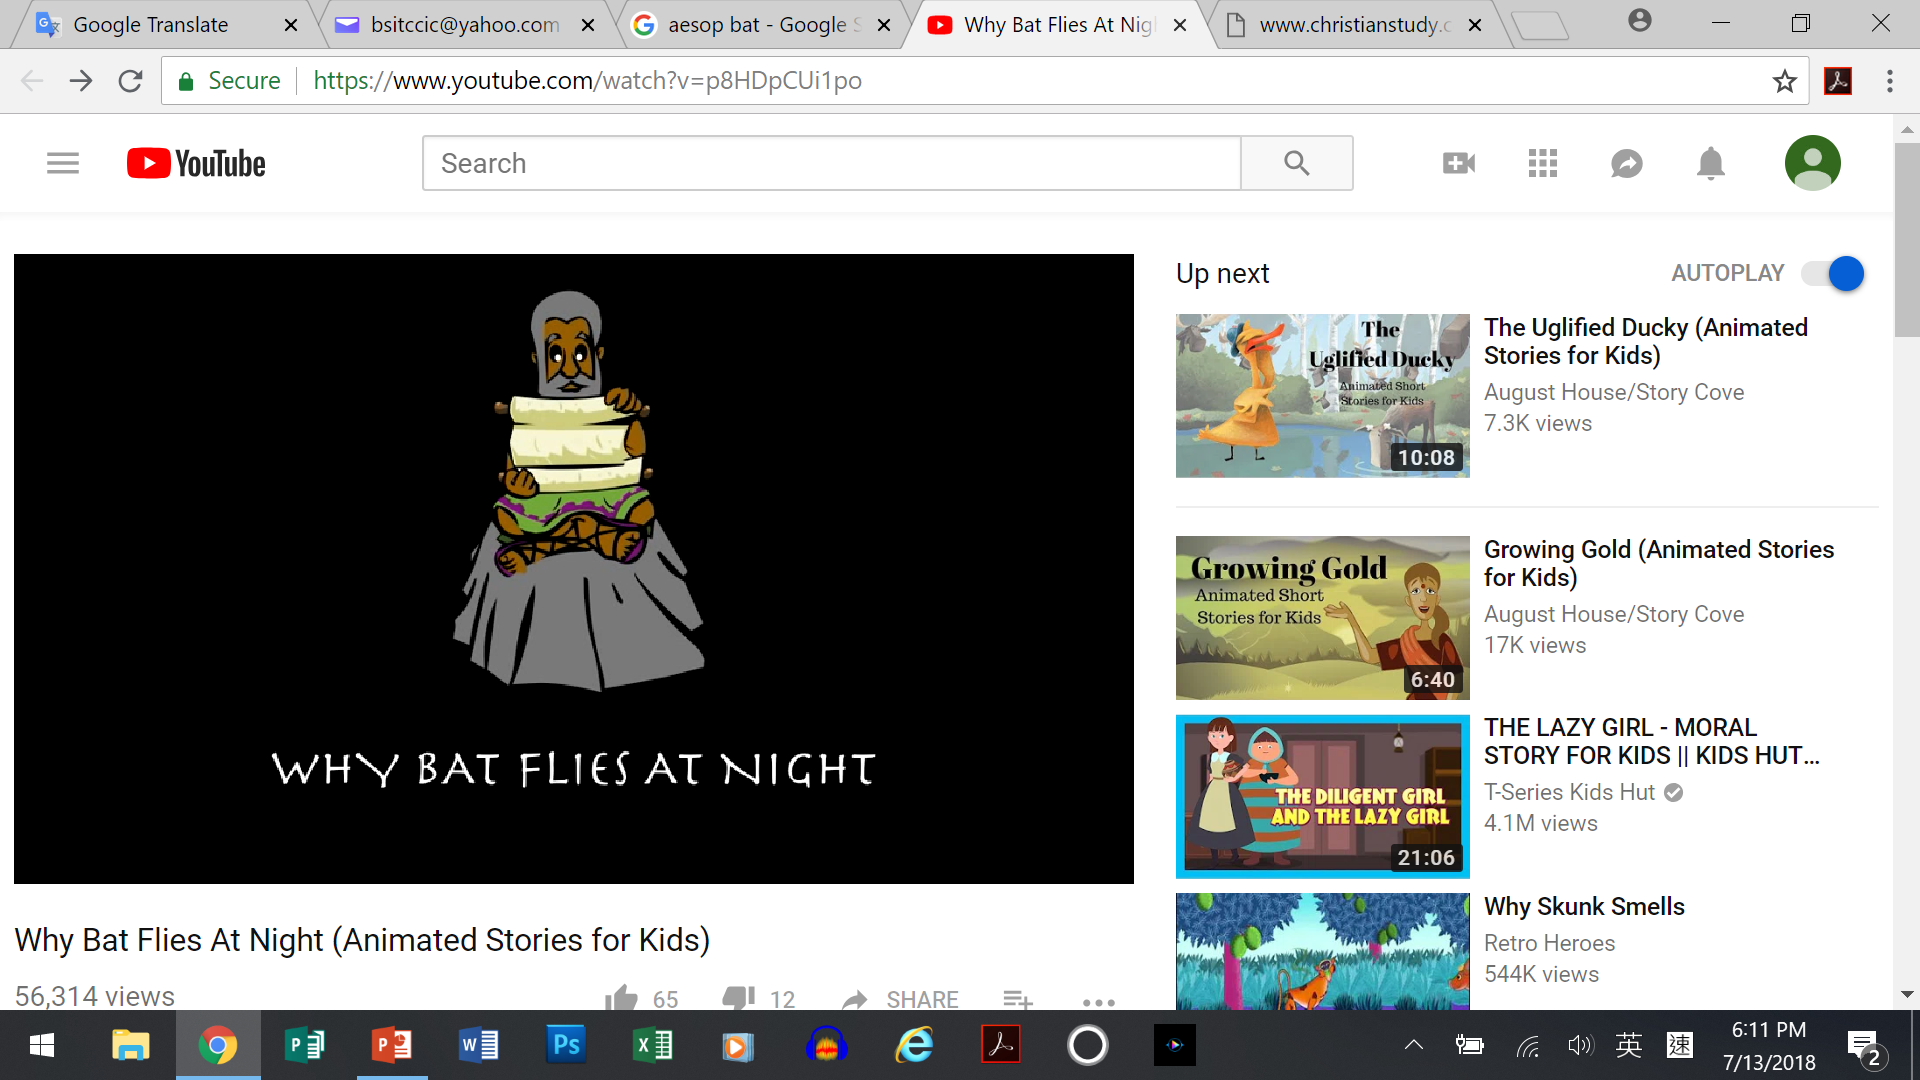 Google Translate
bsitccic@yahoo.com
aesop bat - Google S
Why Bat Flies At Nig
www.christianstudy.c
Secure
https://www.youtube.com/watch?v=p8HDpCUi1po
YouTube
Search
WHY BAT FLIES AT NIGHT
Why Bat Flies At Night (Animated Stories for Kids)
56,314 views
65
12
SHARE
Up next
AUTOPLAY
The
Uglified Ducky
Animated Short
Stories for Kids
10:08
The Uglified Ducky (Animated
Stories for Kids)
August House/Story Cove
7.3K views
Growing Gold
Animated Short
Stories for Kids
6:40
Growing Gold (Animated Stories
for Kids)
August House/Story Cove
17K views
THE DILIGENT GIRL
AND THE LAZY GIRL
21:06
THE LAZY GIRL - MORAL
STORY FOR KIDS || KIDS HUT...
T-Series Kids Hut
4.1M views
Why Skunk Smells
Retro Heroes
544K views
Ps
英
速
6:11 PM
7/13/2018
2